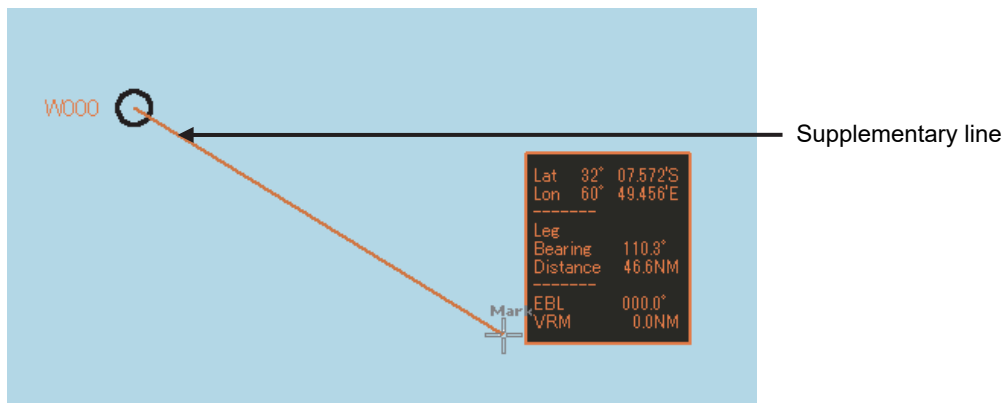 W000
Supplementary line
Lat 32° 07.572'S
Lon 60° 49.456'E
-------
Leg
Bearing 110.3°
Distance 46.6NM
-------
EBL 000.0°
VRM 0.0NM
Mark